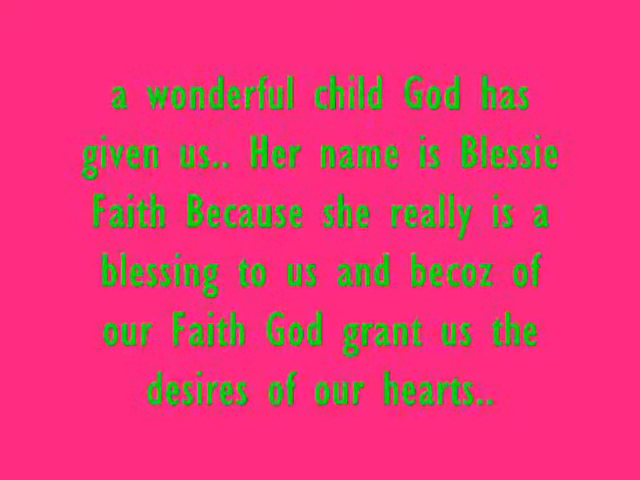 a wonderful child God has
given us.. Her name is Blessie
Faith Because she really is a
blessing to us and becoz of
our Faith God grant us the
desires of our hearts..